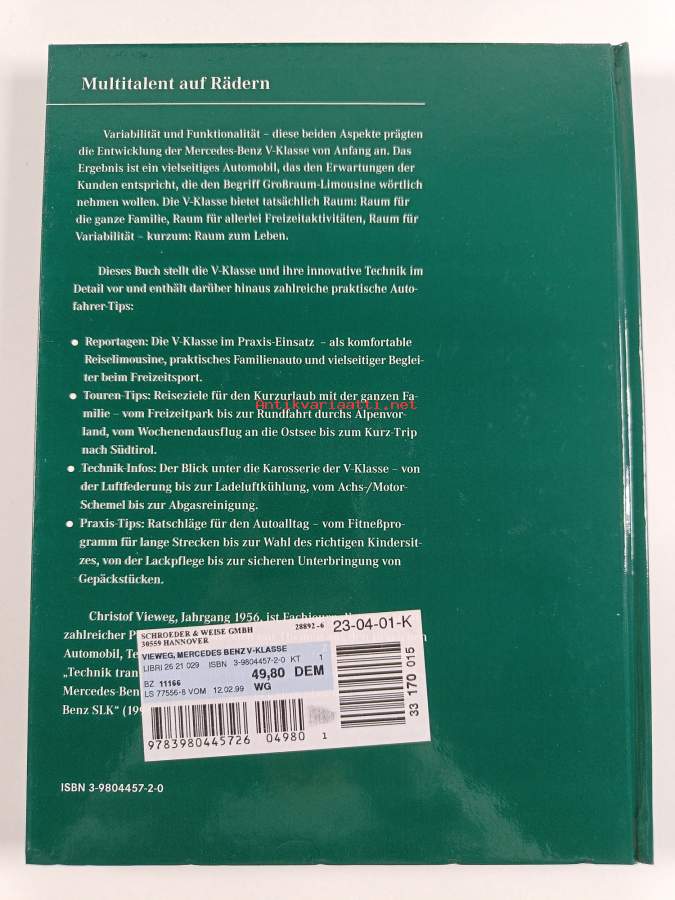 Multitalent auf Rädern
Variabilität und Funktionalität – diese beiden Aspekte prägten
die Entwicklung der Mercedes-Benz V-Klasse von Anfang an. Das
Ergebnis ist ein vielseitiges Automobil, das den Erwartungen der
Kunden entspricht, die den Begriff Großraum-Limousine wörtlich
nehmen wollen. Die V-Klasse bietet tatsächlich Raum: Raum für
die ganze Familie, Raum für allerlei Freizeitaktivitäten, Raum für
Variabilität – kurzum: Raum zum Leben.
Dieses Buch stellt die V-Klasse und ihre innovative Technik im
Detail vor und enthält darüber hinaus zahlreiche praktische Auto-
fahrer-Tips:
● Reportagen: Die V-Klasse im Praxis-Einsatz – als komfortable
Reiselimousine, praktisches Familienauto und vielseitiger Beglei-
ter beim Freizeitsport.
● Touren-Tips: Reiseziele für den Kurzurlaub mit der ganzen Fa-
Antikvariaatti.net
milie – vom Freizeitpark bis zur Rundfahrt durchs Alpenvor-
land, vom Wochenendausflug an die Ostsee bis zum Kurz-Trip
nach Südtirol.
● Technik-Infos: Der Blick unter die Karosserie der V-Klasse – von
der Luftfederung bis zur Ladeluftkühlung, vom Achs-/Motor-
Schemel bis zur Abgasreinigung.
● Praxis-Tips: Ratschläge für den Autoalltag – vom Fitneßpro-
gramm für lange Strecken bis zur Wahl des richtigen Kindersit-
zes, von der Lackpflege bis zur sicheren Unterbringung von
Gepäckstücken.
Christof Vieweg, Jahrgang 1956, ist
zahlreicher
Automobil,
„Technik
Mercedes-Benz
Benz SLK“
SCHROEDER & WEISE GMBH 28892-6
30559 HANNOVER
23-04-01-K
VIEWEG, MERCEDES BENZ V-KLASSE
LIBRI 26 21 029 ISBN 3-9804457-2-0 KT 1
BZ 11166 49,80 DEM
LS 77556-8 VOM 12.02.99 WG
33 170 015
9783980445726 04980 1
ISBN 3-9804457-2-0